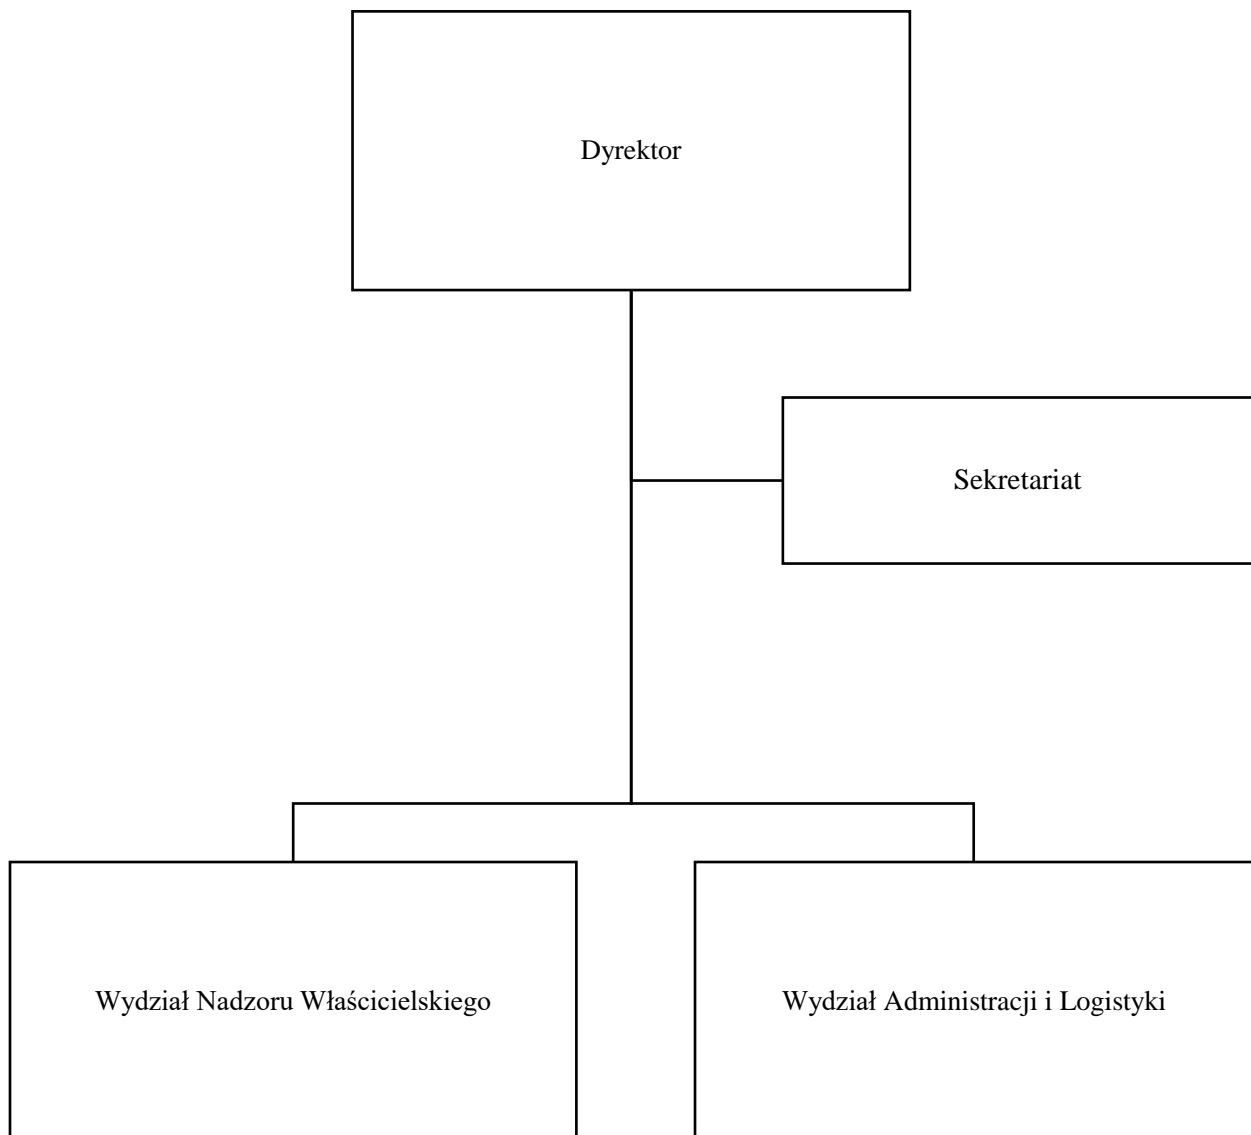 Dyrektor
Sekretariat
Wydział Nadzoru Właścicielskiego
Wydział Administracji i Logistyki